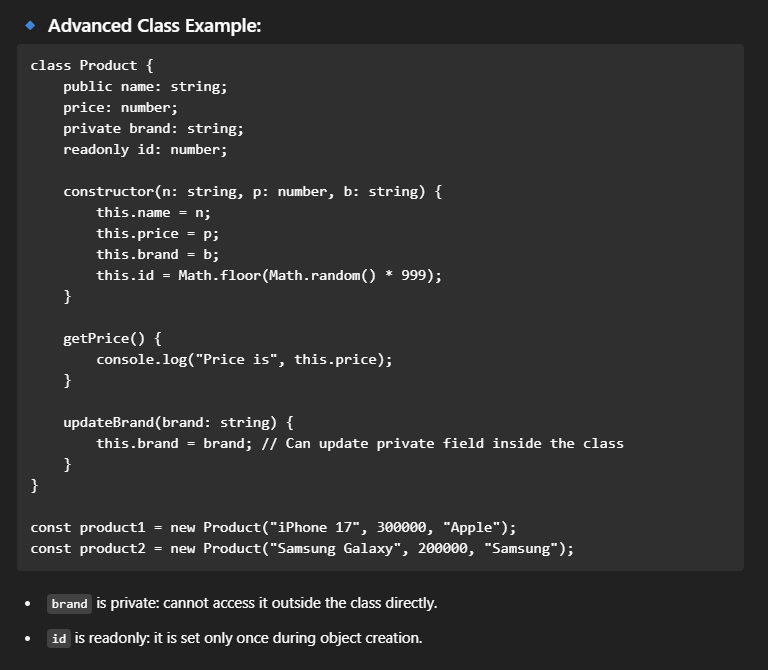 Advanced Class Example:
class Product {
    public name: string;
    price: number;
    private brand: string;
    readonly id: number;

    constructor(n: string, p: number, b: string) {
        this.name = n;
        this.price = p;
        this.brand = b;
        this.id = Math.floor(Math.random() * 999);
    }

    getPrice() {
        console.log("Price is", this.price);
    }

    updateBrand(brand: string) {
        this.brand = brand; // Can update private field inside the class
    }
}

const product1 = new Product("iPhone 17", 300000, "Apple");
const product2 = new Product("Samsung Galaxy", 200000, "Samsung");
• brand is private: cannot access it outside the class directly.
• id is readonly: it is set only once during object creation.